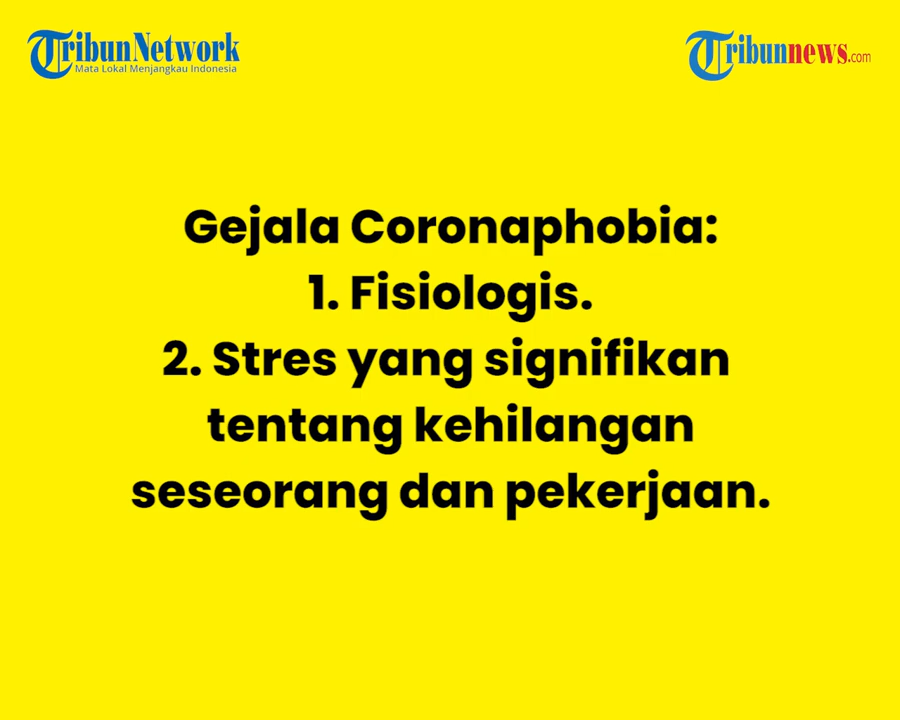 TribunNetwork
Mata Lokal Menjangkau Indonesia
Tribunnews.com
Gejala Coronaphobia:
1. Fisiologis.
2. Stres yang signifikan
tentang kehilangan
seseorang dan pekerjaan.